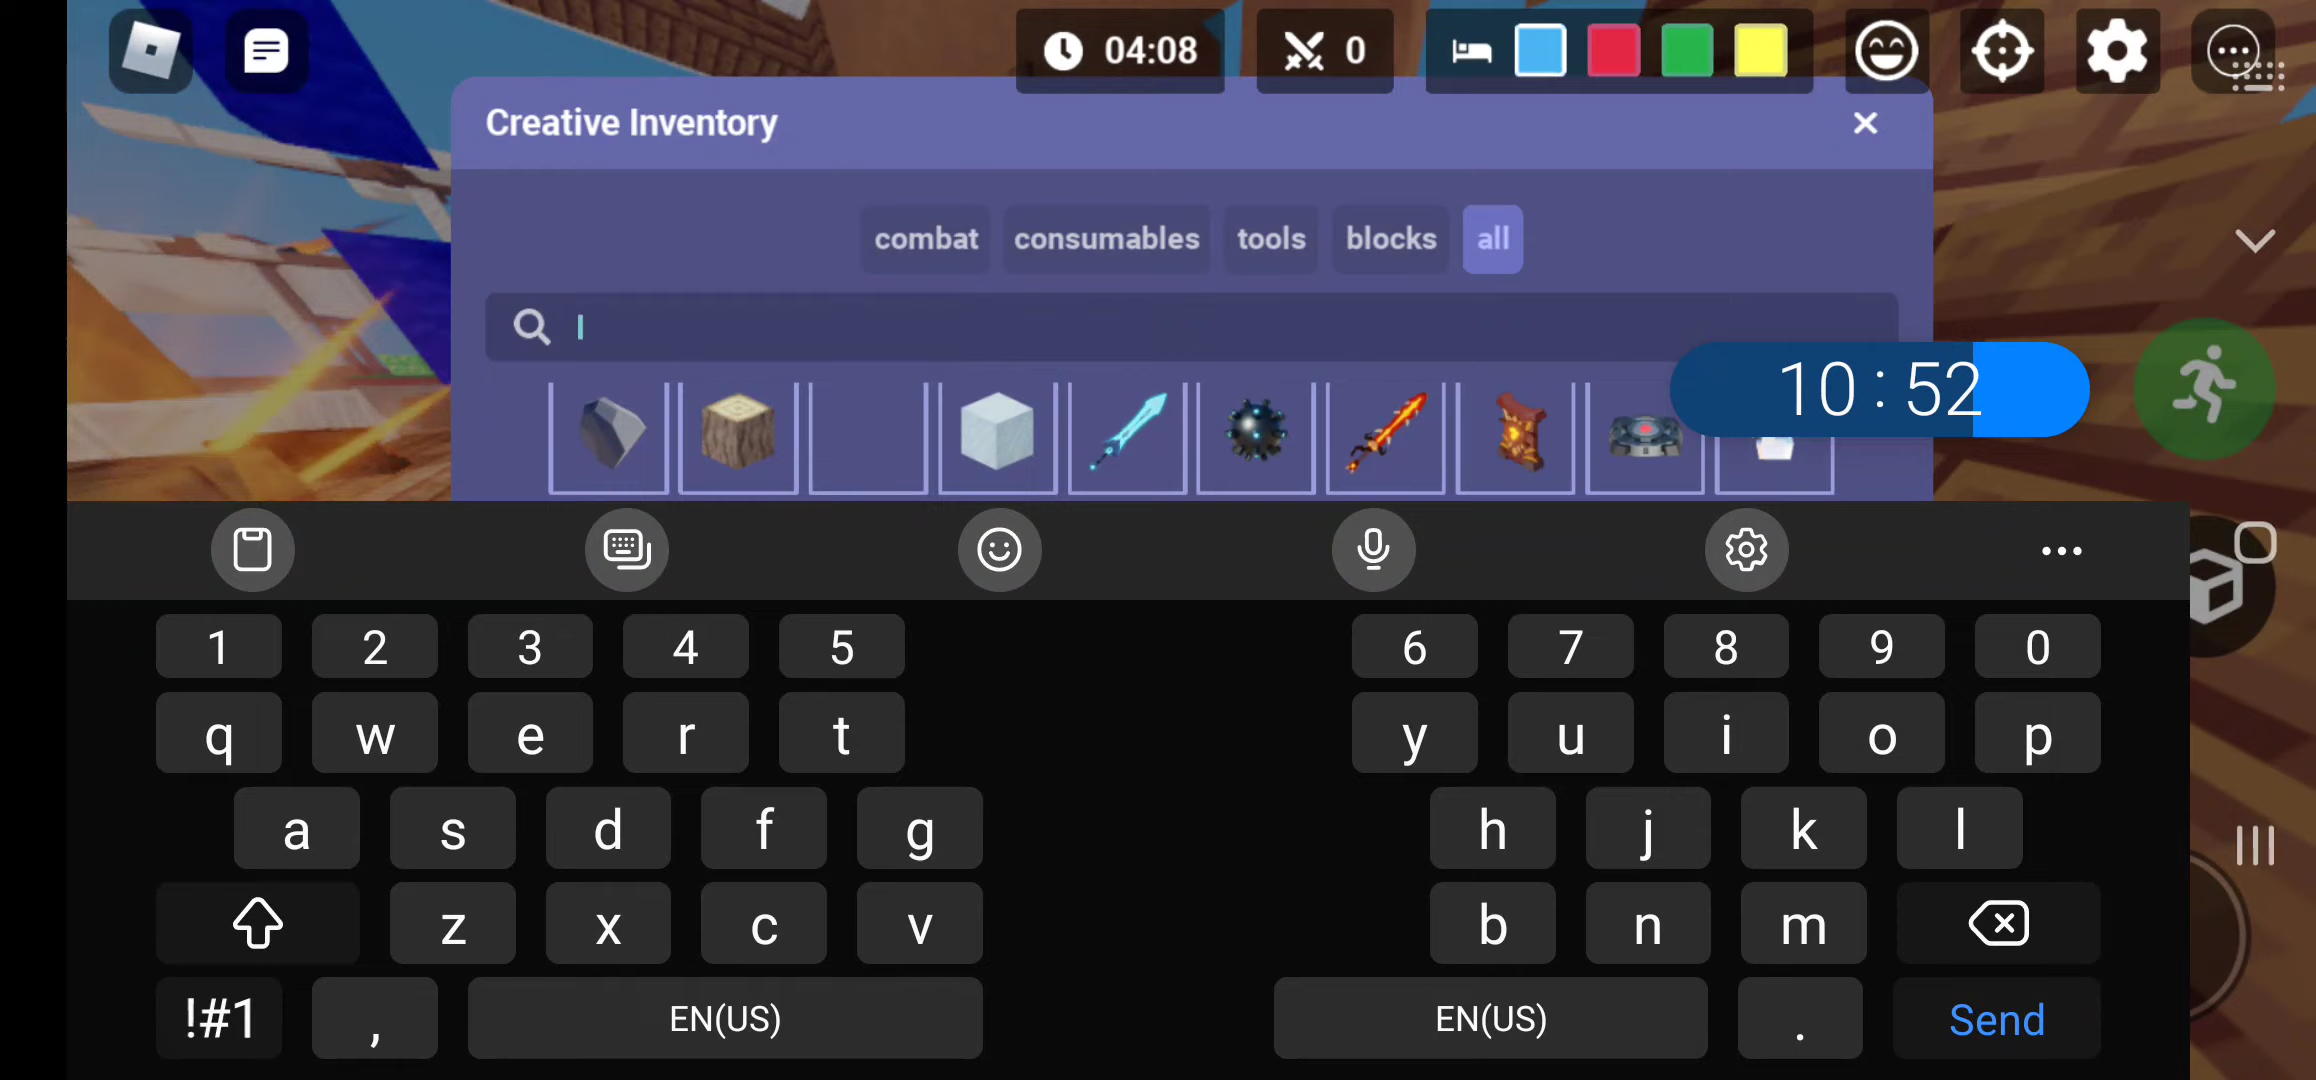 04:08
0
Creative Inventory
combat consumables tools blocks all
10:52
1 2 3 4 5 6 7 8 9 0
q w e r t y u i o p
a s d f g h j k l
z x c v b n m
!#1 , EN(US) EN(US) . Send